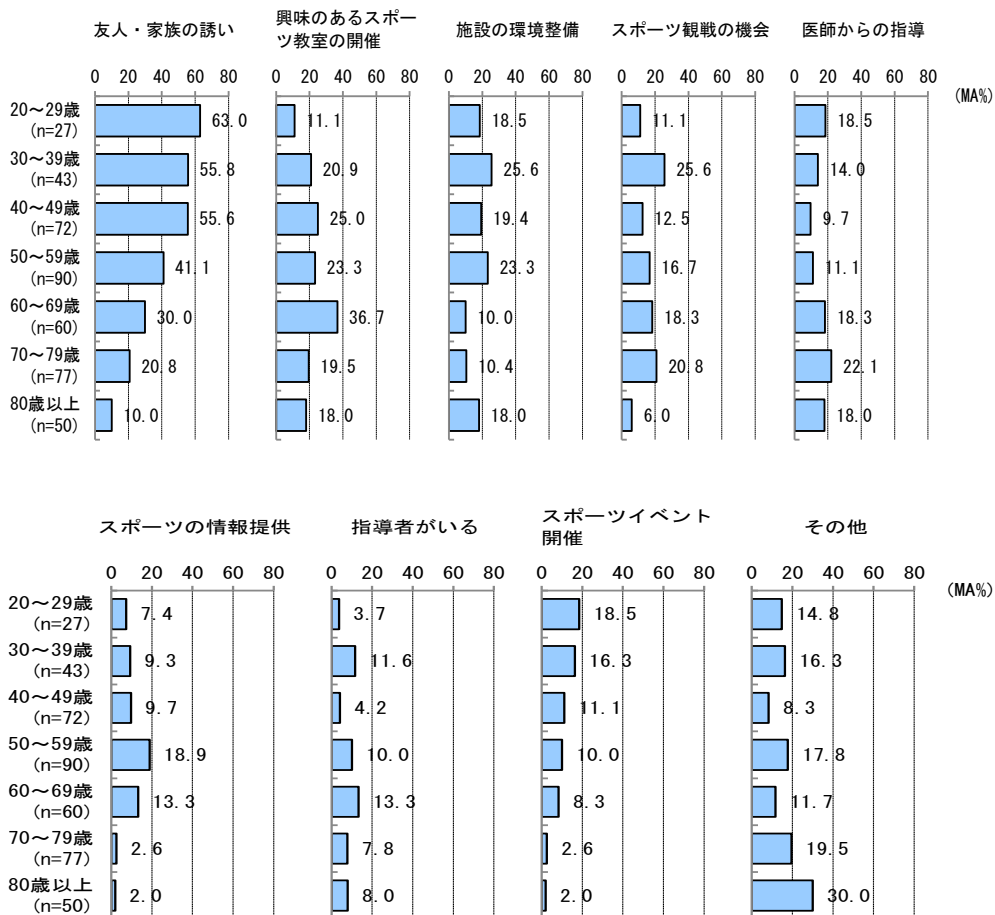 友人・家族の誘い
興味のあるスポー
ツ教室の開催
施設の環境整備
スポーツ観戦の機会
医師からの指導
0 20 40 60 80 0 20 40 60 80 0 20 40 60 80 0 20 40 60 80 0 20 40 60 80
(MA%)
20～29歳
(n=27)
63.0 11.1 18.5 11.1 18.5
30～39歳
(n=43)
55.8 20.9 25.6 25.6 14.0
40～49歳
(n=72)
55.6 25.0 19.4 12.5 9.7
50～59歳
(n=90)
41.1 23.3 23.3 16.7 11.1
60～69歳
(n=60)
30.0 36.7 10.0 18.3 18.3
70～79歳
(n=77)
20.8 19.5 10.4 20.8 22.1
80歳以上
(n=50)
10.0 18.0 18.0 6.0 18.0
スポーツの情報提供
指導者がいる
スポーツイベント
開催
その他
0 20 40 60 80 0 20 40 60 80 0 20 40 60 80 0 20 40 60 80
(MA%)
20～29歳
(n=27)
7.4 3.7 18.5 14.8
30～39歳
(n=43)
9.3 11.6 16.3 16.3
40～49歳
(n=72)
9.7 4.2 11.1 8.3
50～59歳
(n=90)
18.9 10.0 10.0 17.8
60～69歳
(n=60)
13.3 13.3 8.3 11.7
70～79歳
(n=77)
2.6 7.8 2.6 19.5
80歳以上
(n=50)
2.0 8.0 2.0 30.0